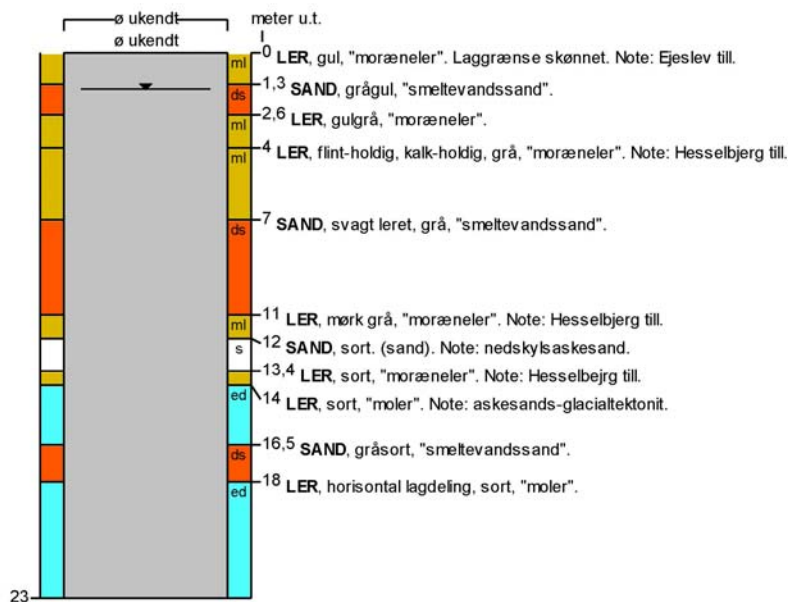 ø ukendt
meter u.t.
ø ukendt
0 LER, gul, "moræneler". Laggrænse skønnet. Note: Ejeslev till.
ml
1,3 SAND, grågul, "smeltevandssand".
ds
2,6 LER, gulgrå, "moræneler".
ml
4 LER, flint-holdig, kalk-holdig, grå, "moræneler". Note: Hesselbjerg till.
ml
7 SAND, svagt leret, grå, "smeltevandssand".
ds
11 LER, mørk grå, "moræneler". Note: Hesselbjerg till.
ml
12 SAND, sort. (sand). Note: nedskylsaskesand.
s
13,4 LER, sort, "moræneler". Note: Hesselbejrg till.
14 LER, sort, "moler". Note: askesands-glacialtektonit.
ed
16,5 SAND, gråsort, "smeltevandssand".
ds
18 LER, horisontal lagdeling, sort, "moler".
ed
23